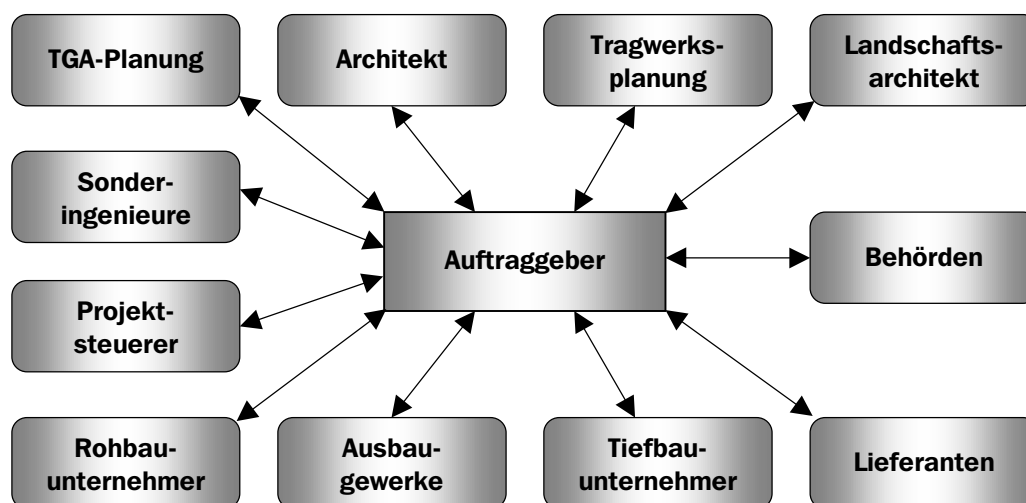 TGA-Planung
Architekt
Tragwerks-
planung
Landschafts-
architekt
Sonder-
ingenieure
Auftraggeber
Behörden
Projekt-
steuerer
Rohbau-
unternehmer
Ausbau-
gewerke
Tiefbau-
unternehmer
Lieferanten